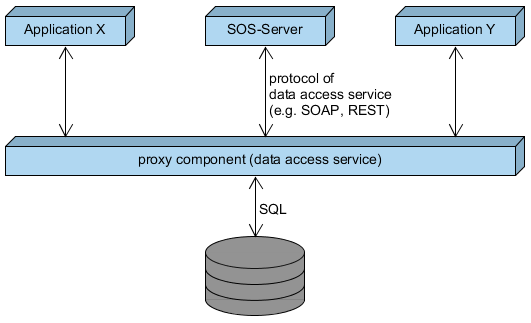 Application X
SOS-Server
Application Y
protocol of
data access service
(e.g. SOAP, REST)
proxy component (data access service)
SQL